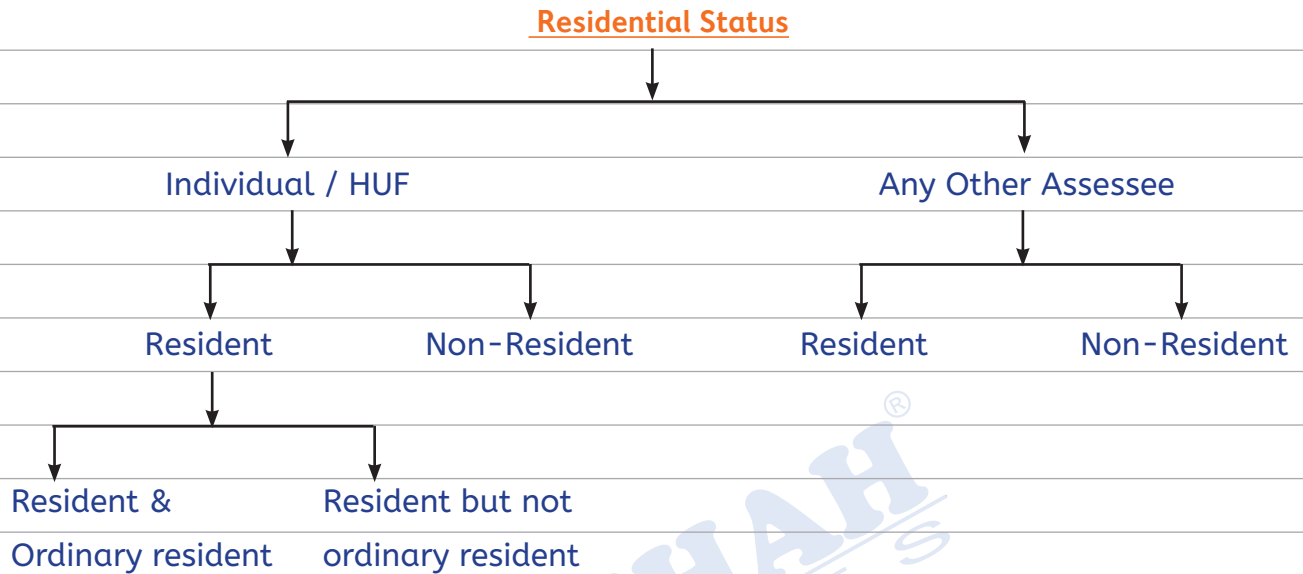 Residential Status
Individual / HUF
Any Other Assessee
Resident
Non-Resident
Resident
Non-Resident
Resident &
Ordinary resident
Resident but not
ordinary resident
HAH®
S